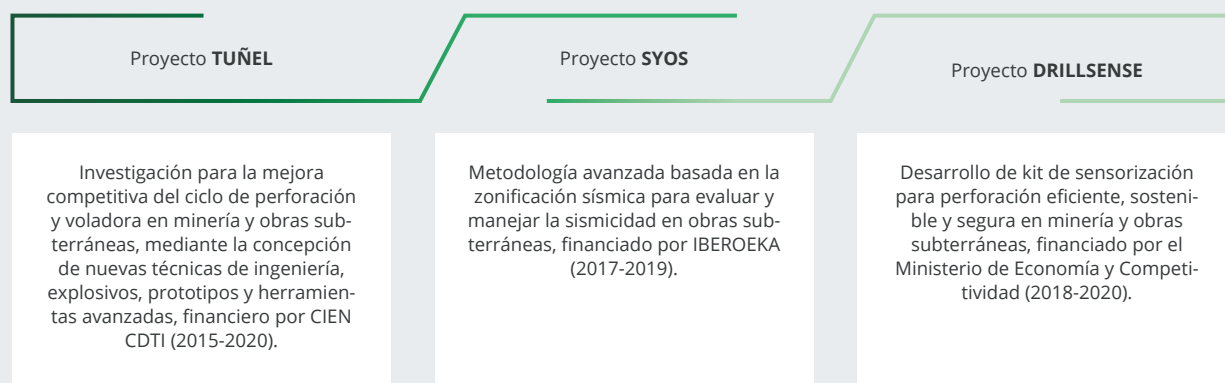 Proyecto TUÑEL
Investigación para la mejora
competitiva del ciclo de perforación
y voladora en minería y obras sub-
terráneas, mediante la concepción
de nuevas técnicas de ingeniería,
explosivos, prototipos y herramien-
tas avanzadas, financiero por CIEN
CDTI (2015-2020).
Proyecto SYOS
Metodología avanzada basada en la
zonificación sísmica para evaluar y
manejar la sismicidad en obras sub-
terráneas, financiado por IBEROEKA
(2017-2019).
Proyecto DRILLSENSE
Desarrollo de kit de sensorización
para perforación eficiente, sosteni-
ble y segura en minería y obras
subterráneas, financiado por el
Ministerio de Economía y Competi-
tividad (2018-2020).